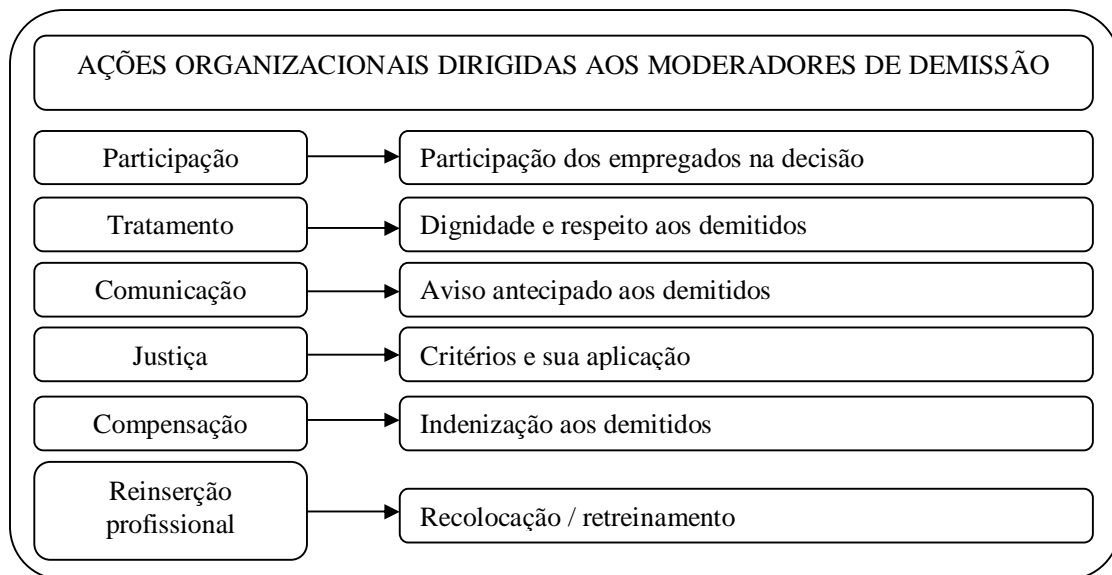 AÇÕES ORGANIZACIONAIS DIRIGIDAS AOS MODERADORES DE DEMISSÃO
Participação
Participação dos empregados na decisão
Tratamento
Dignidade e respeito aos demitidos
Comunicação
Aviso antecipado aos demitidos
Justiça
Critérios e sua aplicação
Compensação
Indenização aos demitidos
Reinserção
profissional
Recolocação / retreinamento